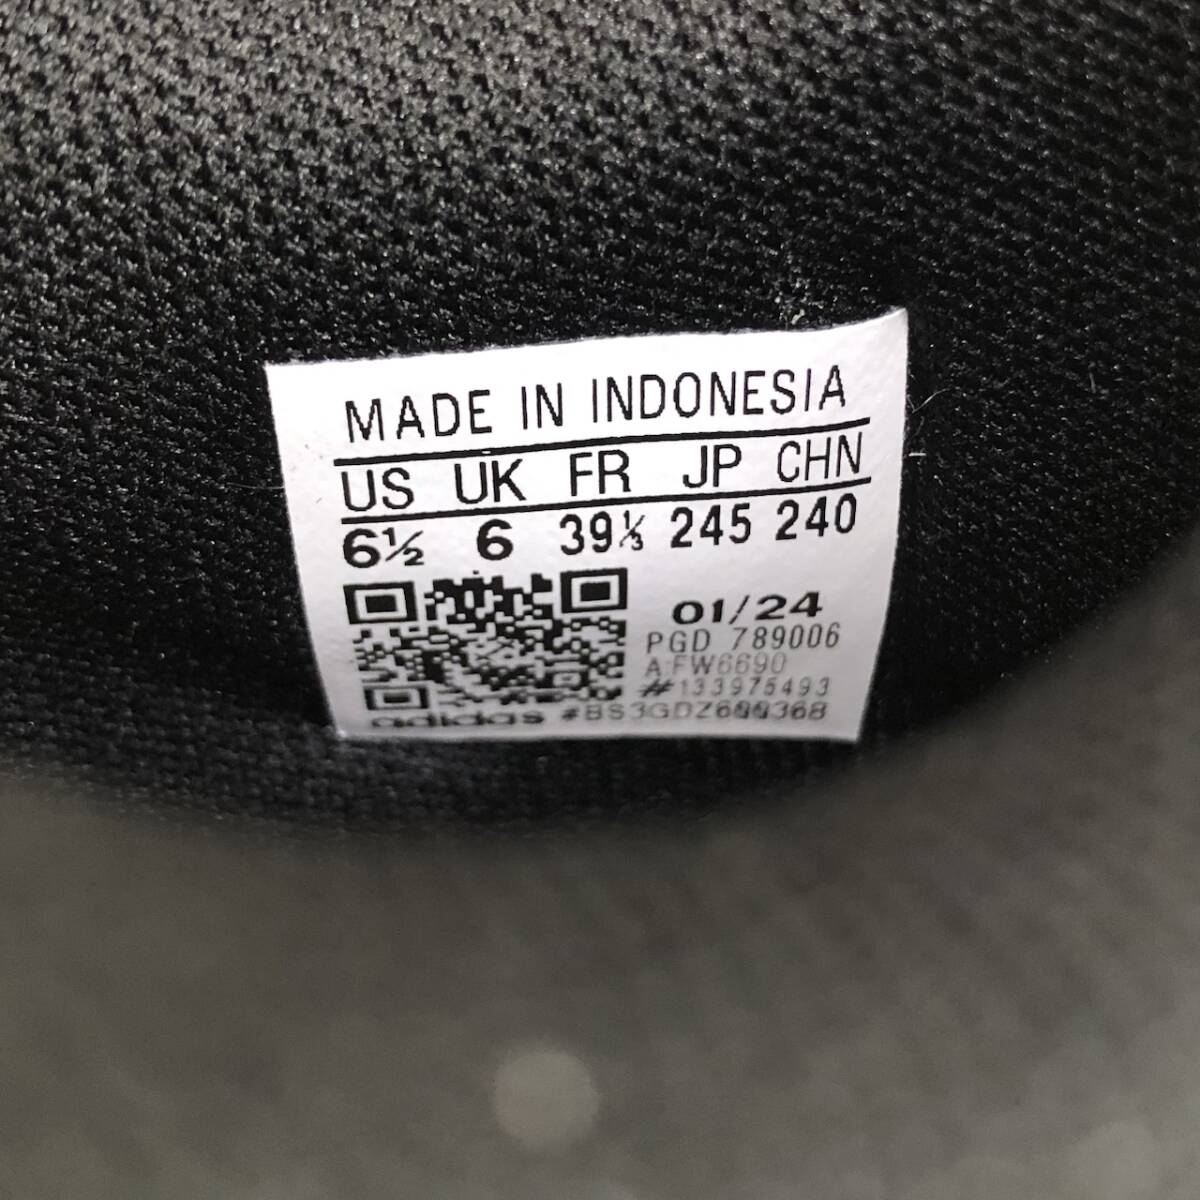 MADE IN INDONESIA
US UK FR JP CHN
6½ 6 39⅓ 245 240
01/24
PGD 789006
A:FW6690
#133975493
adidas #BS3GDZ600368